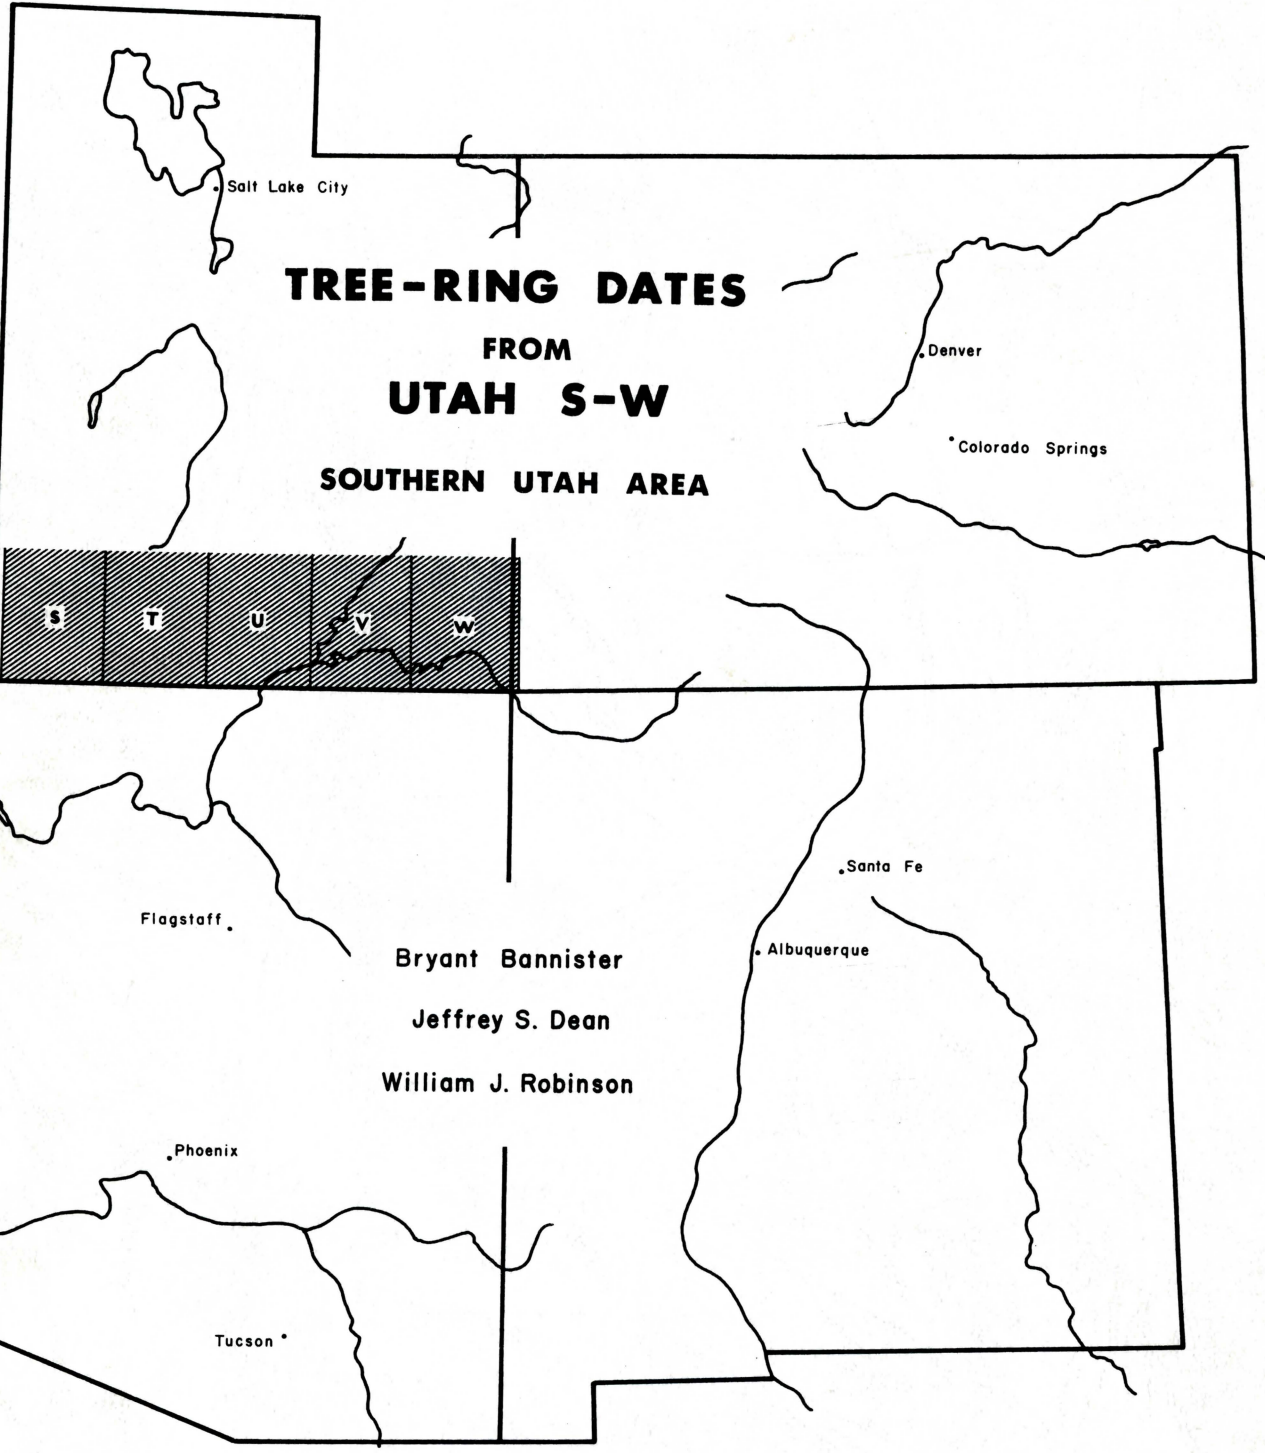 Salt Lake City
TREE-RING DATES
FROM
UTAH S-W
SOUTHERN UTAH AREA
Denver
Colorado Springs
S T U V W
Santa Fe
Flagstaff
Albuquerque
Bryant Bannister
Jeffrey S. Dean
William J. Robinson
Phoenix
Tucson